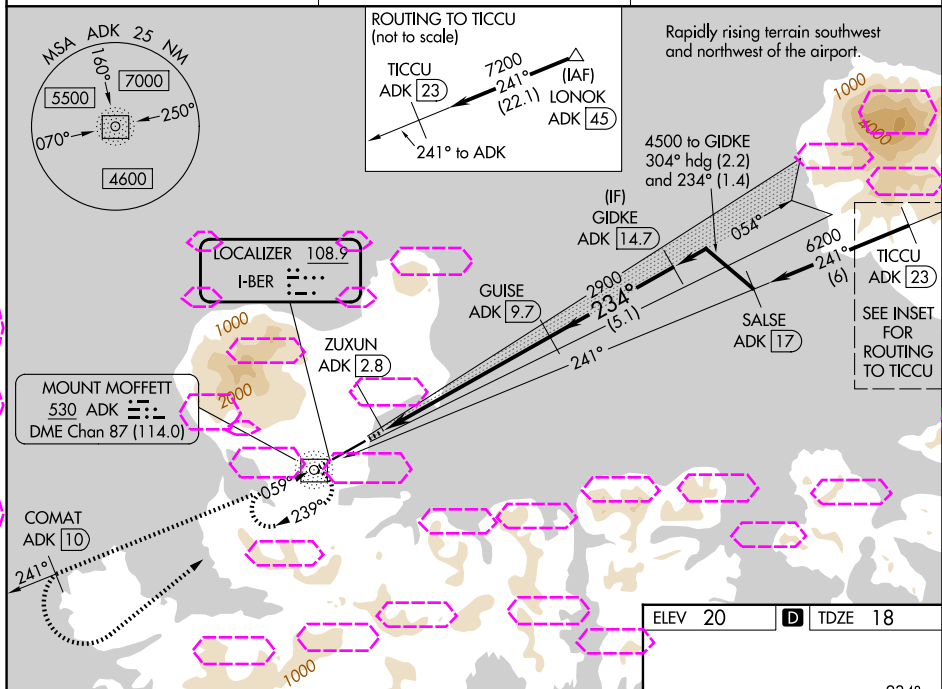 MSA ADK 25 NM
160°
7000
5500
250°
070°
4600
ROUTING TO TICCU
(not to scale)
TICCU
ADK 23
7200
241°
(22.1)
(IAF)
LONOK
ADK 45
241° to ADK
Rapidly rising terrain southwest
and northwest of the airport.
1000
4000
4500 to GIDKE
304° hdg (2.2)
and 234° (1.4)
(IF)
GIDKE
ADK 14.7
054°
6200
241°
(6)
TICCU
ADK 23
SEE INSET
FOR
ROUTING
TO TICCU
LOCALIZER 108.9
I-BER
GUISE
ADK 9.7
2900
234°
(5.1)
241°
SALSE
ADK 17
ZUXUN
ADK 2.8
1000
2000
MOUNT MOFFETT
530 ADK
DME Chan 87 (114.0)
059°
239°
COMAT
ADK 10
241°
1000
ELEV 20 D TDZE 18